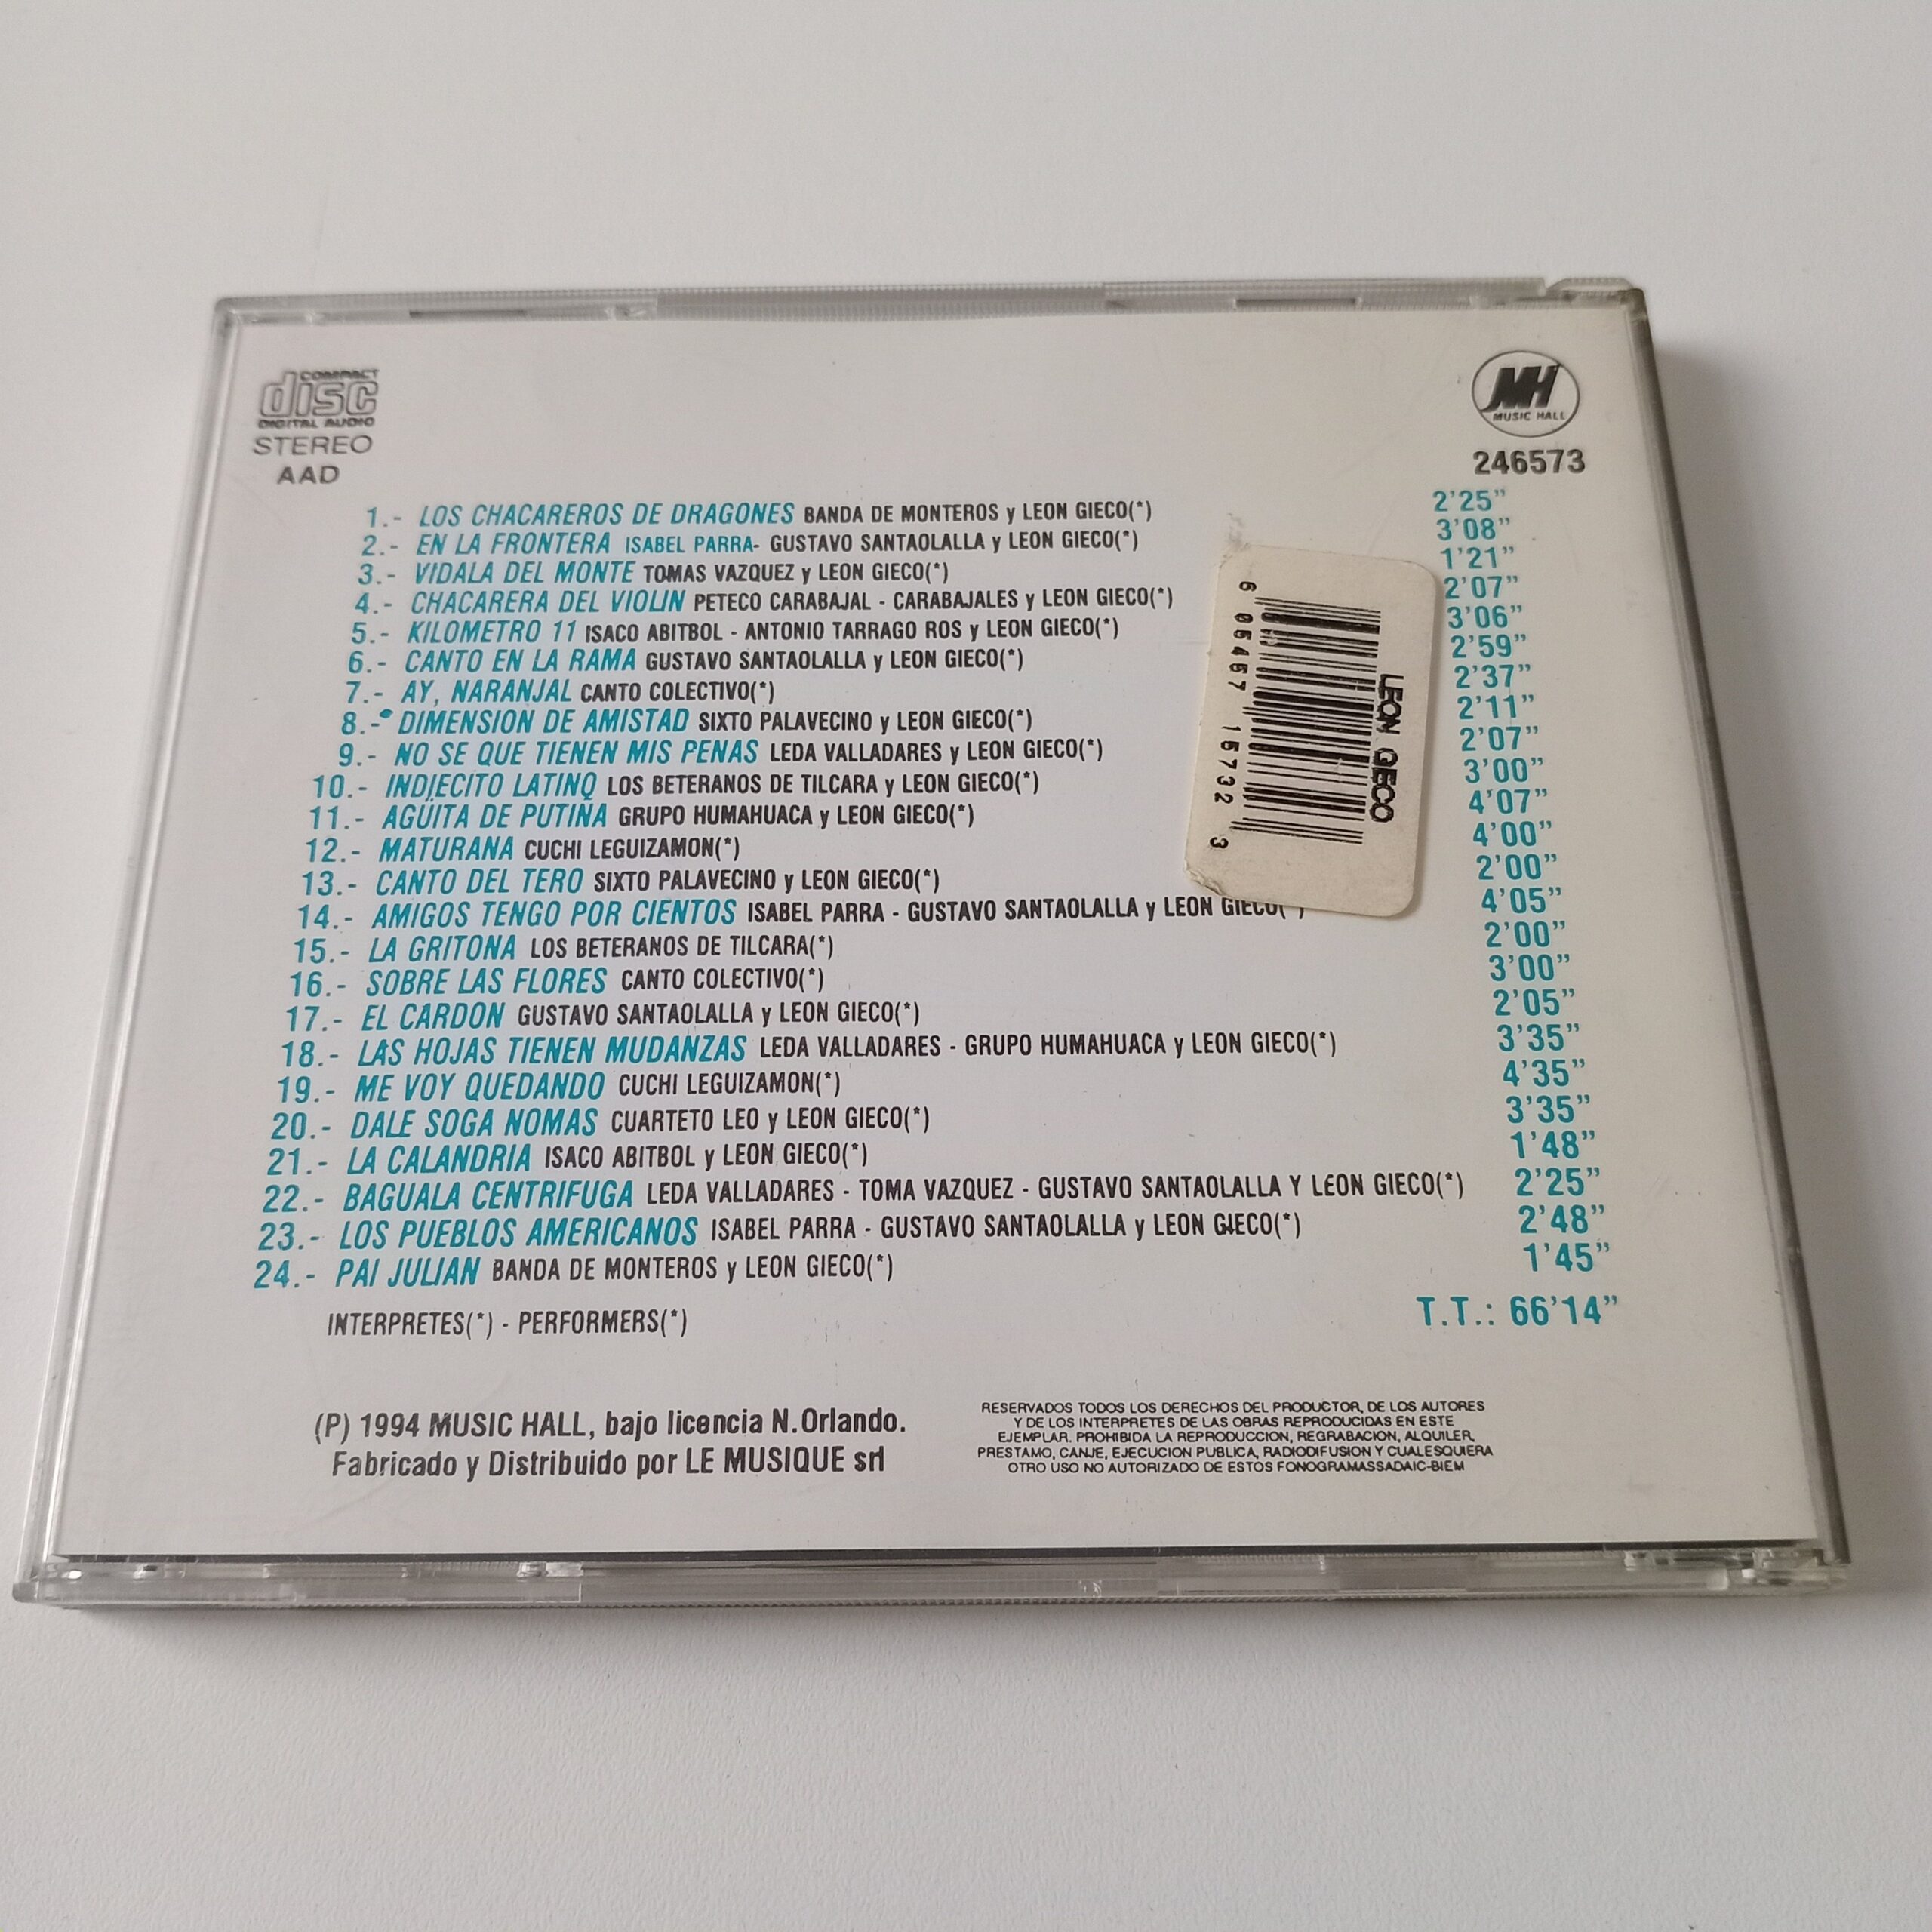 COMPACT
disc
DIGITAL AUDIO
STEREO
AAD
MH
MUSIC HALL
246573
1.- LOS CHACAREROS DE DRAGONES BANDA DE MONTEROS y LEON GIECO(*) 2'25”
2.- EN LA FRONTERA ISABEL PARRA- GUSTAVO SANTAOLALLA y LEON GIECO(*) 3'08”
3.- VIDALA DEL MONTE TOMAS VAZQUEZ y LEON GIECO(*) 1'21”
4.- CHACARERA DEL VIOLIN PETECO CARABAJAL - CARABAJALES y LEON GIECO(*) 2'07”
5.- KILOMETRO 11 ISACO ABITBOL - ANTONIO TARRAGO ROS y LEON GIECO(*) 3'06”
6.- CANTO EN LA RAMA GUSTAVO SANTAOLALLA y LEON GIECO(*) 2'59”
7.- AY, NARANJAL CANTO COLECTIVO(*) 2'37”
8.- DIMENSION DE AMISTAD SIXTO PALAVECINO y LEON GIECO(*) 2'11”
9.- NO SE QUE TIENEN MIS PENAS LEDA VALLADARES y LEON GIECO(*) 2'07”
10.- INDIECITO LATINO LOS BETERANOS DE TILCARA y LEON GIECO(*) 3'00”
11.- AGÜITA DE PUTIÑA GRUPO HUMAHUACA y LEON GIECO(*) 4'07”
12.- MATURANA CUCHI LEGUIZAMON(*) 4'00”
13.- CANTO DEL TERO SIXTO PALAVECINO y LEON GIECO(*) 2'00”
14.- AMIGOS TENGO POR CIENTOS ISABEL PARRA - GUSTAVO SANTAOLALLA y LEON GIECO(*) 4'05”
15.- LA GRITONA LOS BETERANOS DE TILCARA(*) 2'00”
16.- SOBRE LAS FLORES CANTO COLECTIVO(*) 3'00”
17.- EL CARDON GUSTAVO SANTAOLALLA y LEON GIECO(*) 2'05”
18.- LAS HOJAS TIENEN MUDANZAS LEDA VALLADARES - GRUPO HUMAHUACA y LEON GIECO(*) 3'35”
19.- ME VOY QUEDANDO CUCHI LEGUIZAMON(*) 4'35”
20.- DALE SOGA NOMAS CUARTETO LEO y LEON GIECO(*) 3'35”
21.- LA CALANDRIA ISACO ABITBOL y LEON GIECO(*) 1'48”
22.- BAGUALA CENTRIFUGA LEDA VALLADARES - TOMA VAZQUEZ - GUSTAVO SANTAOLALLA Y LEON GIECO(*) 2'25”
23.- LOS PUEBLOS AMERICANOS ISABEL PARRA - GUSTAVO SANTAOLALLA y LEON GIECO(*) 2'48”
24.- PAI JULIAN BANDA DE MONTEROS y LEON GIECO(*) 1'45”
T.T.: 66'14”
INTERPRETES(*) - PERFORMERS(*)
LEON GECO
6 06457 15732 3
(P) 1994 MUSIC HALL, bajo licencia N.Orlando.
Fabricado y Distribuido por LE MUSIQUE srl
RESERVADOS TODOS LOS DERECHOS DEL PRODUCTOR, DE LOS AUTORES
Y DE LOS INTERPRETES DE LAS OBRAS REPRODUCIDAS EN ESTE
EJEMPLAR. PROHIBIDA LA REPRODUCCION, REGRABACION, ALQUILER,
PRESTAMO, CANJE, EJECUCION PUBLICA, RADIODIFUSION Y CUALESQUIERA
OTRO USO NO AUTORIZADO DE ESTOS FONOGRAMASSADAIC-BIEM